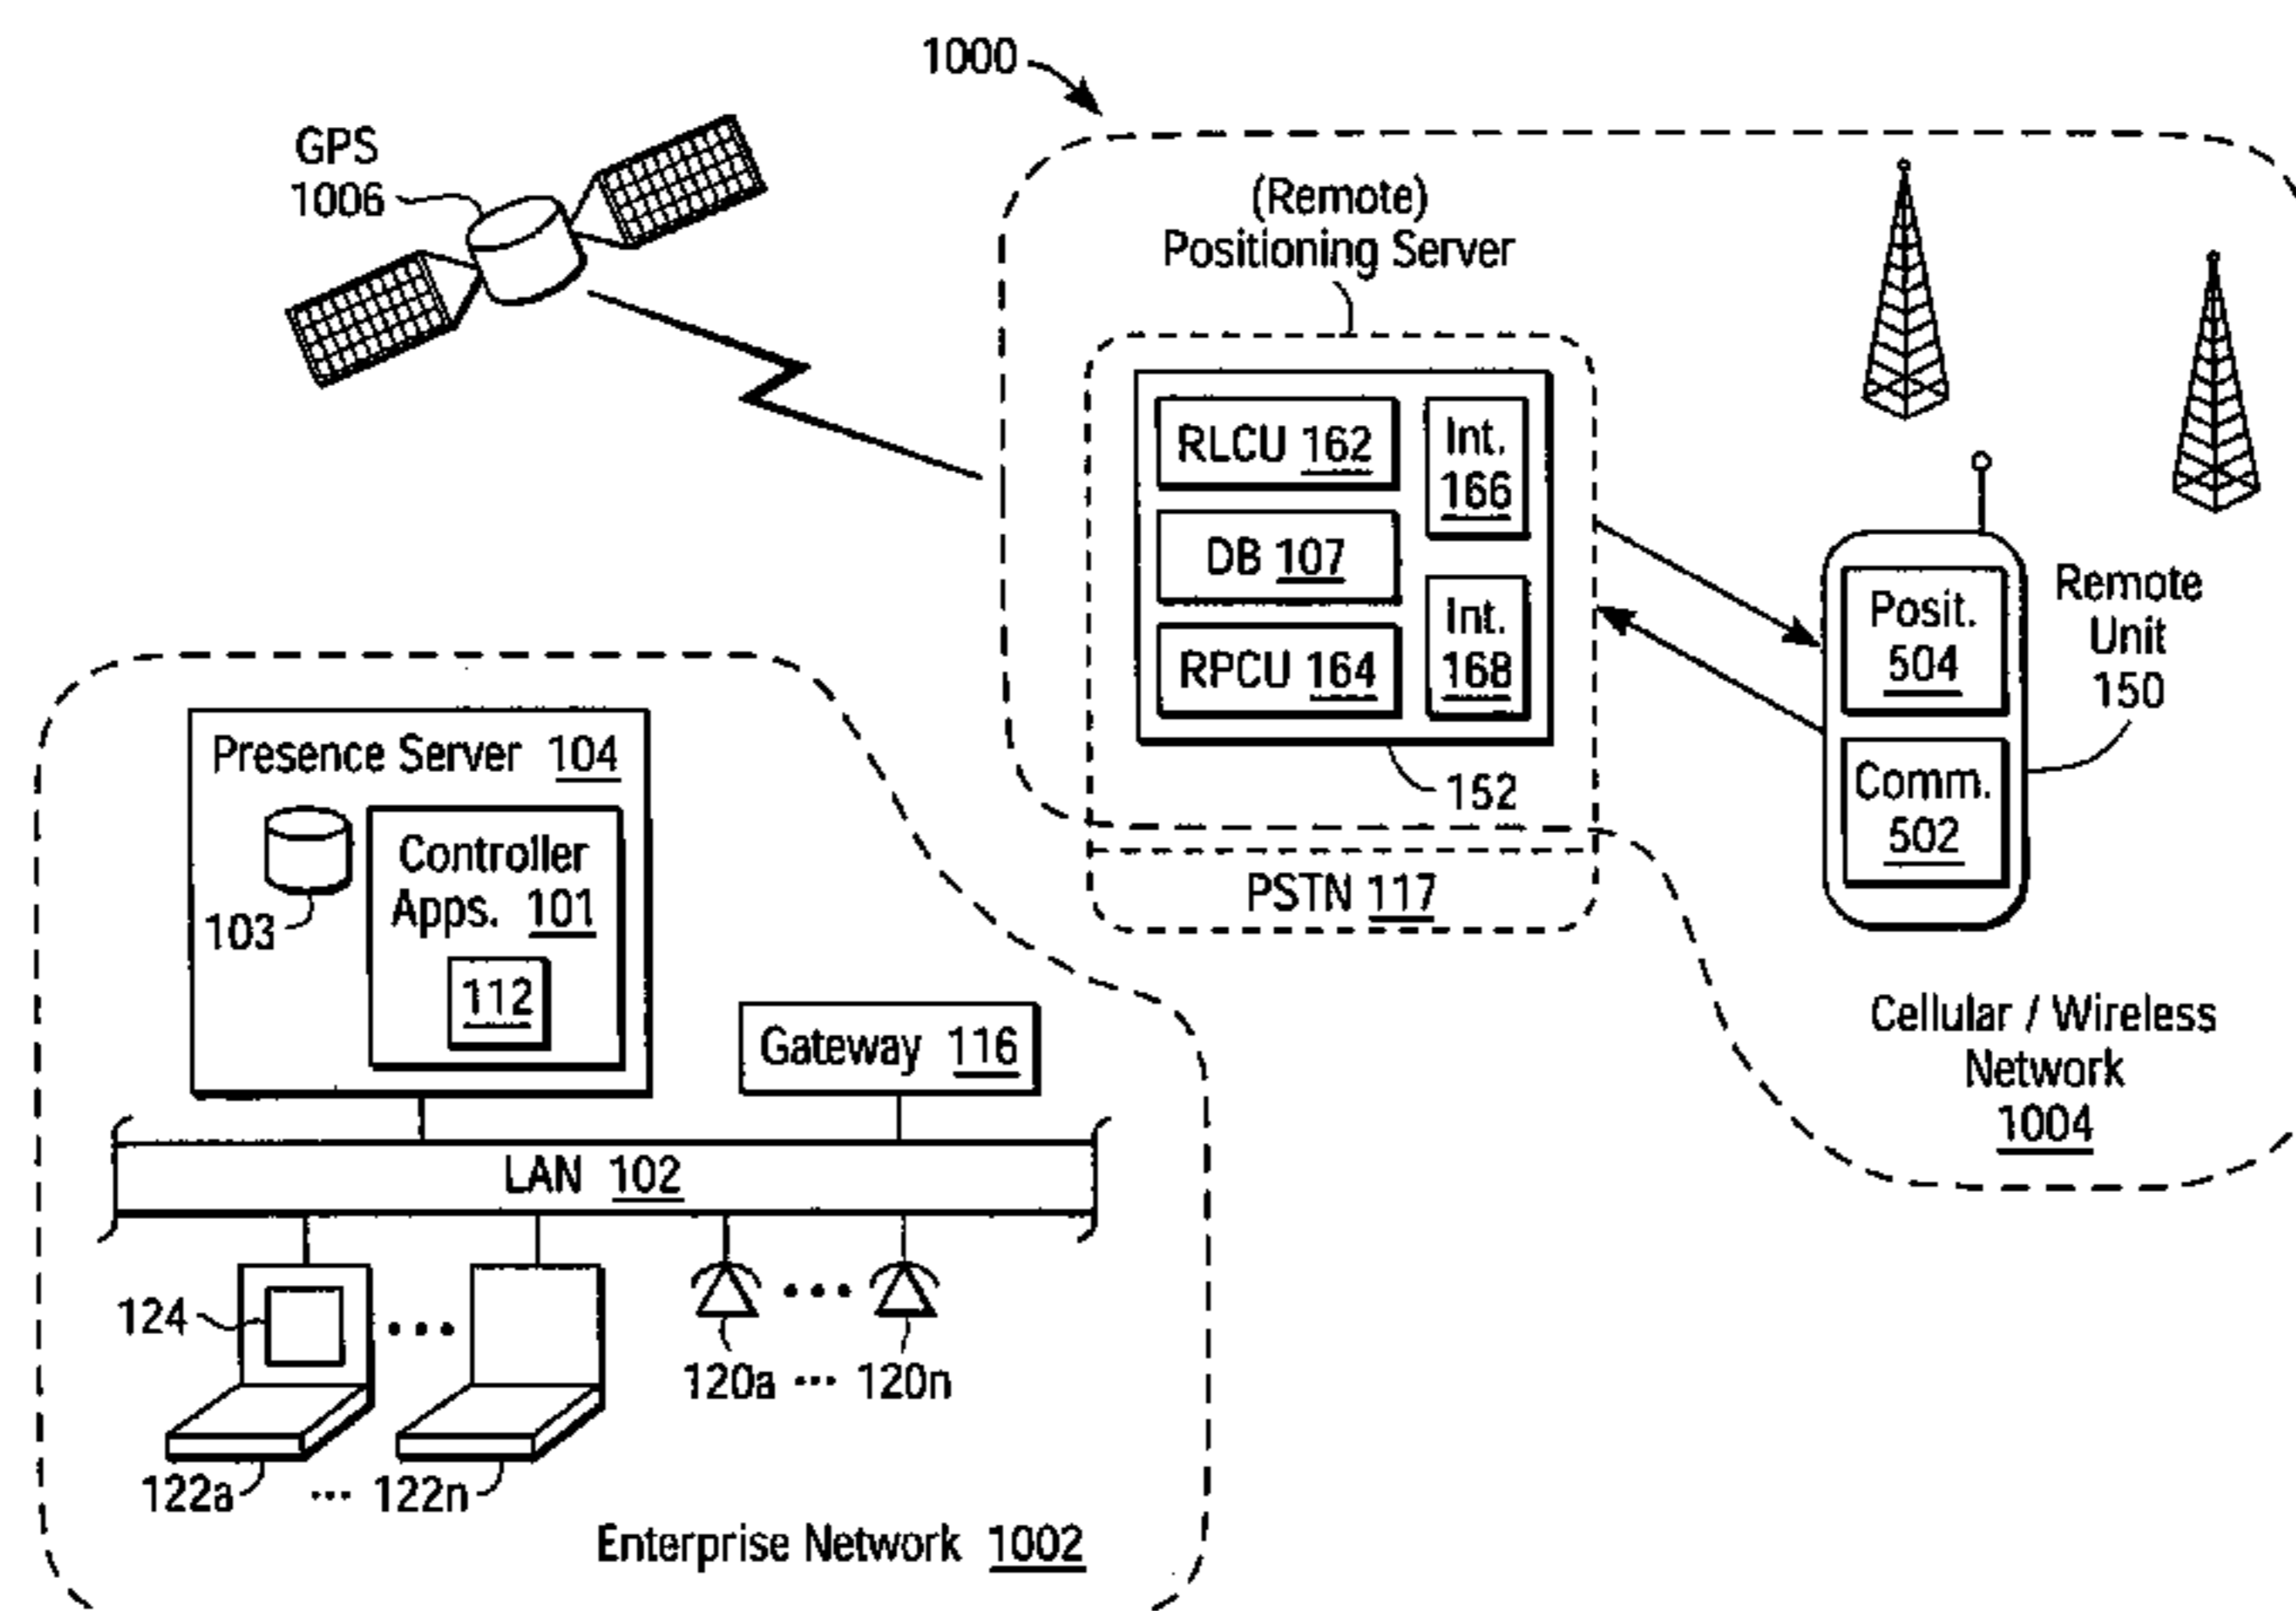 1000
GPS
1006
(Remote)
Positioning Server
RLCU 162
Int.
166
DB 107
RPCU 164
Int.
168
152
PSTN 117
Posit.
504
Comm.
502
Remote
Unit
150
Cellular / Wireless
Network
1004
Presence Server 104
103
Controller
Apps. 101
112
Gateway 116
LAN 102
124
122a ... 122n
120a ... 120n
Enterprise Network 1002